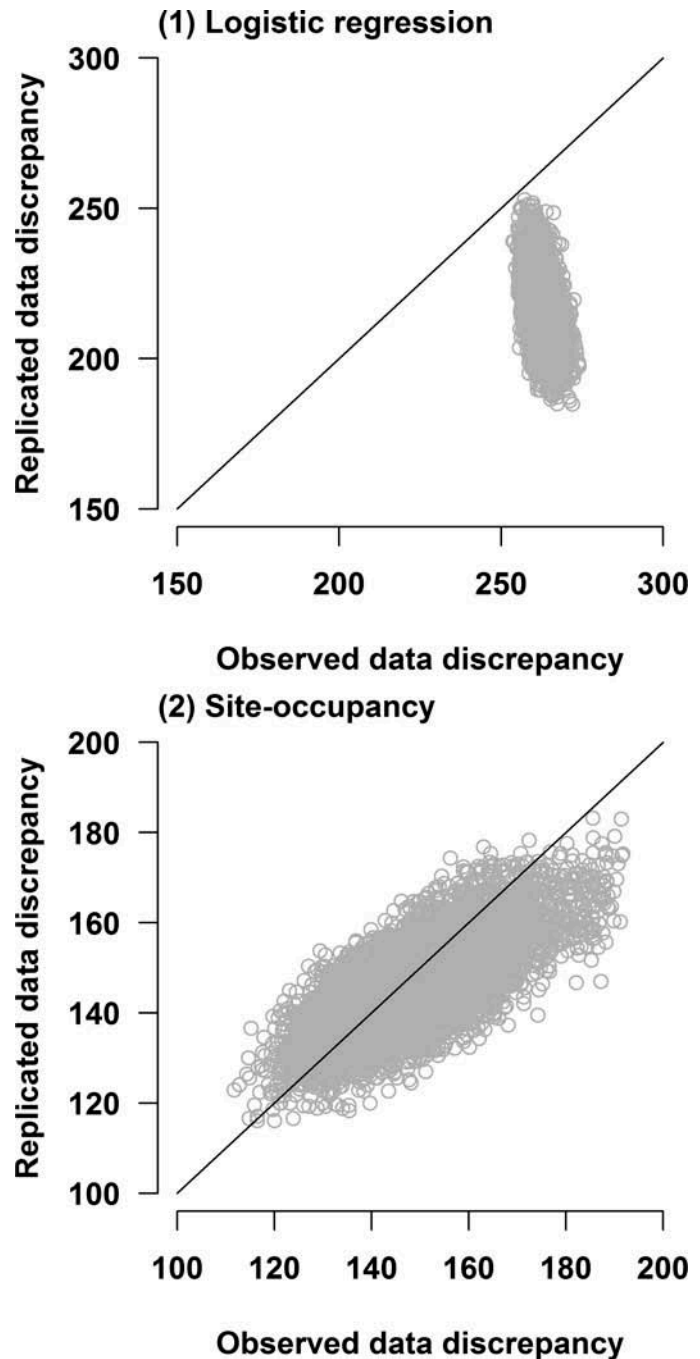 (1) Logistic regression
300
250
200
150
Replicated data discrepancy
150 200 250 300
Observed data discrepancy
(2) Site-occupancy
200
180
160
140
120
100
Replicated data discrepancy
100 120 140 160 180 200
Observed data discrepancy